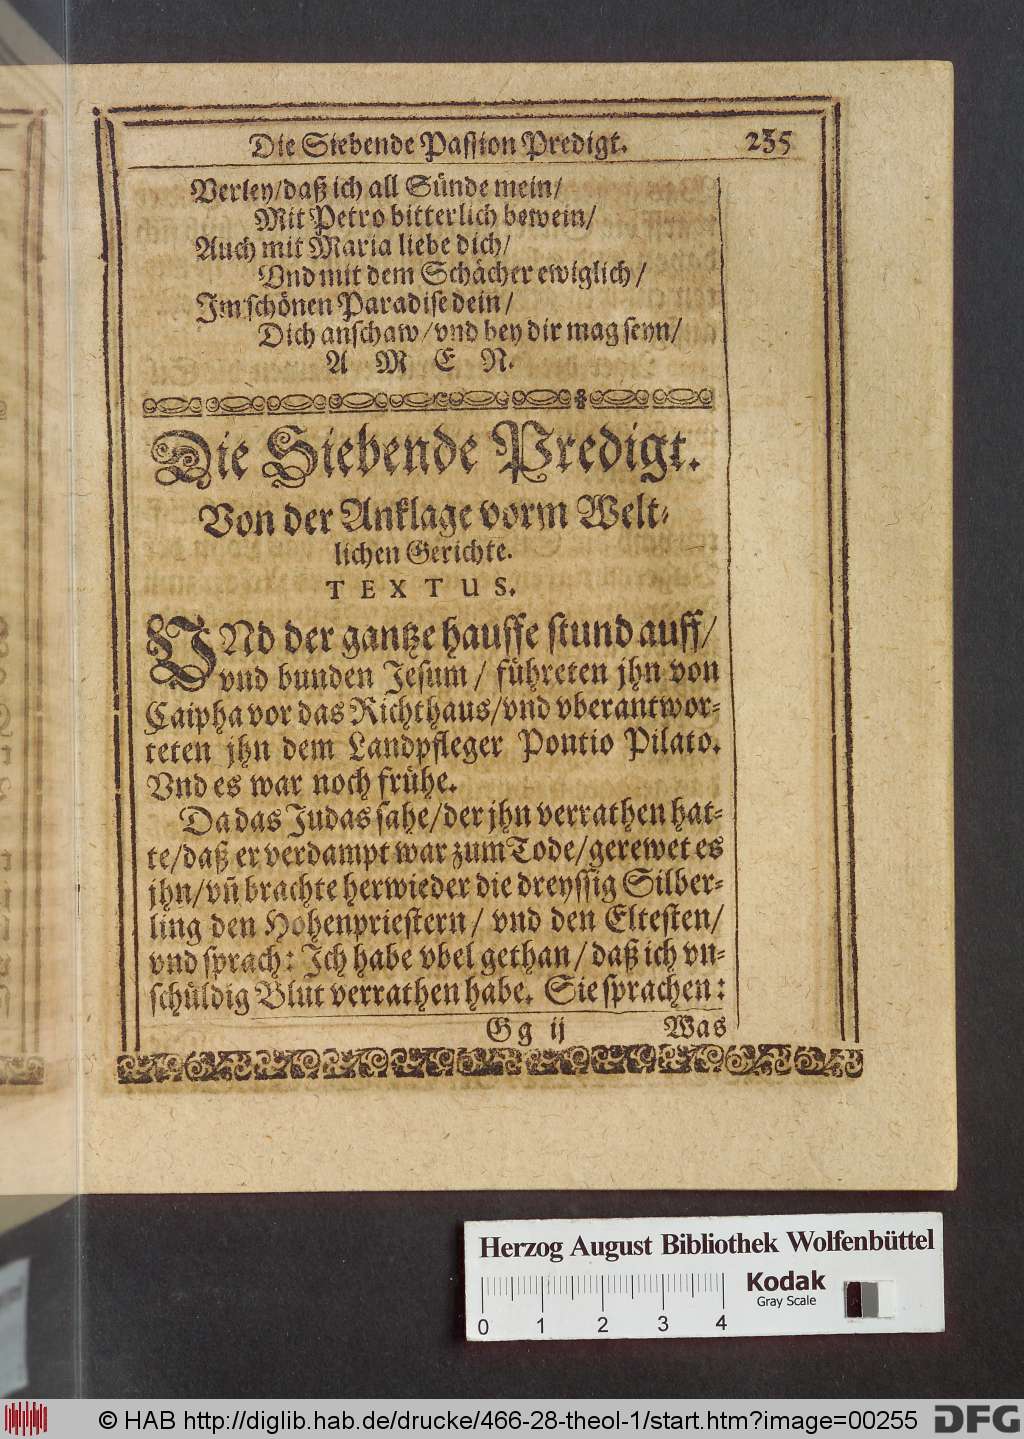 Die Siebende Passion Predigt. 235
Verley/daß ich all Sünde mein/
Mit Petro bitterlich bewein/
Auch mit Maria liebe dich/
Vnd mit dem Schächer ewiglich/
Im schönen Paradise dein/
Dich anschaw/vnd bey dir mag seyn/
A M E N.
Die Siebende Predigt.
Von der Anklage vorm Welt-
lichen Gerichte.
TEXTUS.
VNd der gantze hauffe stund auff/
vnd bunden Jesum/ führeten jhn von
Caipha vor das Richthaus/vnd vberantwor-
teten jhn dem Landpfleger Pontio Pilato.
Vnd es war noch frühe.
Da das Judas sahe/der jhn verrathen hat-
te/daß er verdampt war zum Tode/gerewet es
jhn/vñ brachte herwieder die dreyssig Silber-
ling den Hohenpriestern/ vnd den Eltesten/
vnd sprach: Ich habe vbel gethan/ daß ich vn-
schüldig Blut verrathen habe. Sie sprachen:
Gg ij Was
Herzog August Bibliothek Wolfenbüttel
Kodak
Gray Scale
0 1 2 3 4
© HAB http://diglib.hab.de/drucke/466-28-theol-1/start.htm?image=00255 DFG